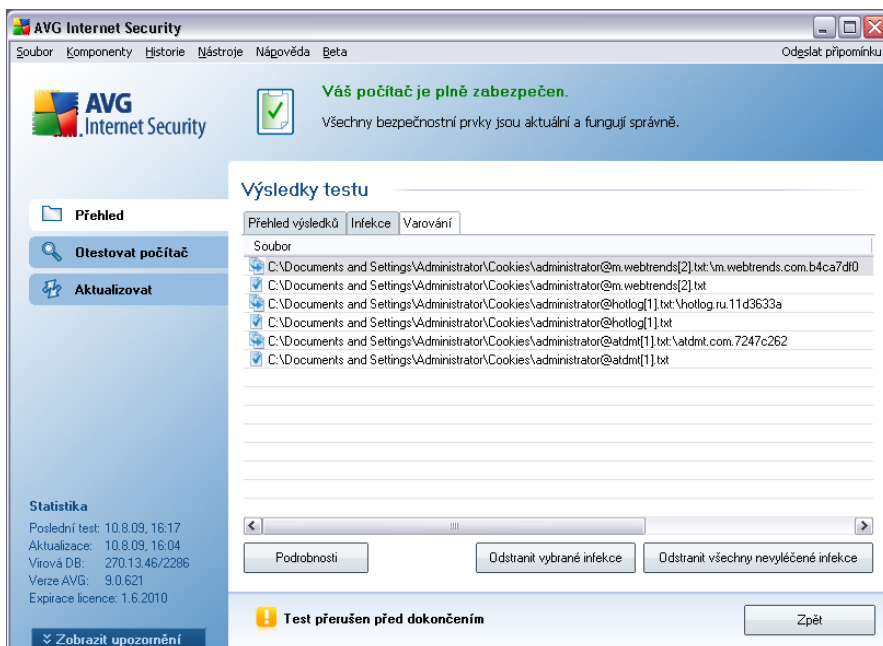 AVG Internet Security
Soubor Komponenty Historie Nástroje Nápověda Beta Odeslat připomínku
AVG
Internet Security
Váš počítač je plně zabezpečen.
Všechny bezpečnostní prvky jsou aktuální a fungují správně.
Přehled
Otestovat počítač
Aktualizovat
Výsledky testu
Přehled výsledků Infekce Varování
Soubor
C:\Documents and Settings\Administrator\Cookies\administrator@m.webtrends[2].txt:\m.webtrends.com.b4ca7df0
C:\Documents and Settings\Administrator\Cookies\administrator@m.webtrends[2].txt
C:\Documents and Settings\Administrator\Cookies\administrator@hotlog[1].txt:\hotlog.ru.11d3633a
C:\Documents and Settings\Administrator\Cookies\administrator@hotlog[1].txt
C:\Documents and Settings\Administrator\Cookies\administrator@atdmt[1].txt:\atdmt.com.7247c262
C:\Documents and Settings\Administrator\Cookies\administrator@atdmt[1].txt
Podrobnosti Odstranit vybrané infekce Odstranit všechny nevyléčené infekce
Statistika
Poslední test: 10.8.09, 16:17
Aktualizace: 10.8.09, 16:04
Virová DB: 270.13.46/2286
Verze AVG: 9.0.621
Expirace licence: 1.6.2010
Zobrazit upozornění
Test přerušen před dokončením
Zpět